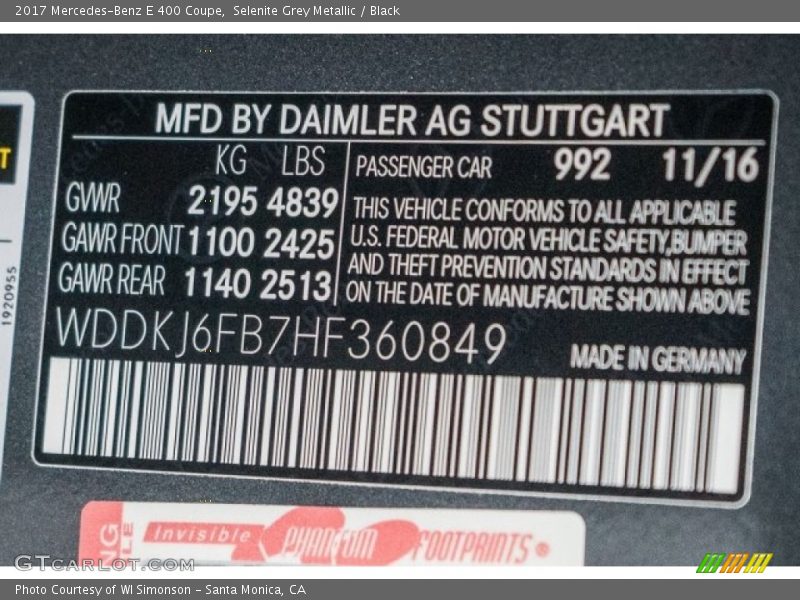 2017 Mercedes-Benz E 400 Coupe, Selenite Grey Metallic / Black
MFD BY DAIMLER AG STUTTGART
KG LBS
GWR 2195 4839
GAWR FRONT 1100 2425
GAWR REAR 1140 2513
PASSENGER CAR 992 11/16
THIS VEHICLE CONFORMS TO ALL APPLICABLE
U.S. FEDERAL MOTOR VEHICLE SAFETY, BUMPER
AND THEFT PREVENTION STANDARDS IN EFFECT
ON THE DATE OF MANUFACTURE SHOWN ABOVE
WDDKJ6FB7HF360849
MADE IN GERMANY
1920955
Invisible PHANTOM FOOTPRINTS
GTCarLot.com
Photo Courtesy of WI Simonson - Santa Monica, CA